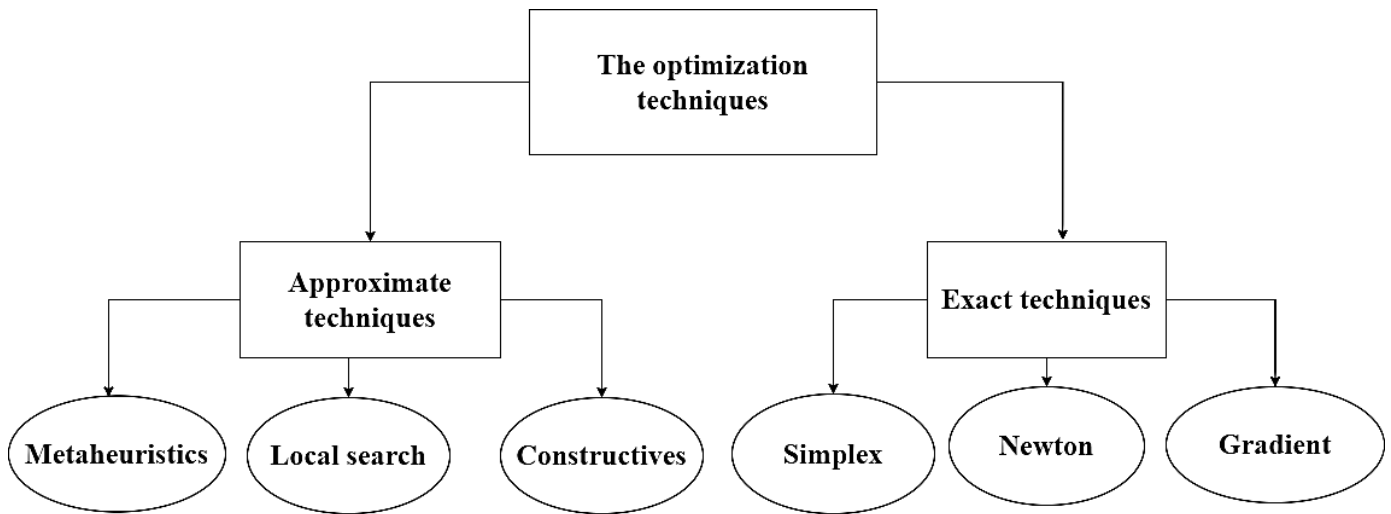 The optimization
techniques
Approximate
techniques
Exact techniques
Metaheuristics
Local search
Constructives
Simplex
Newton
Gradient